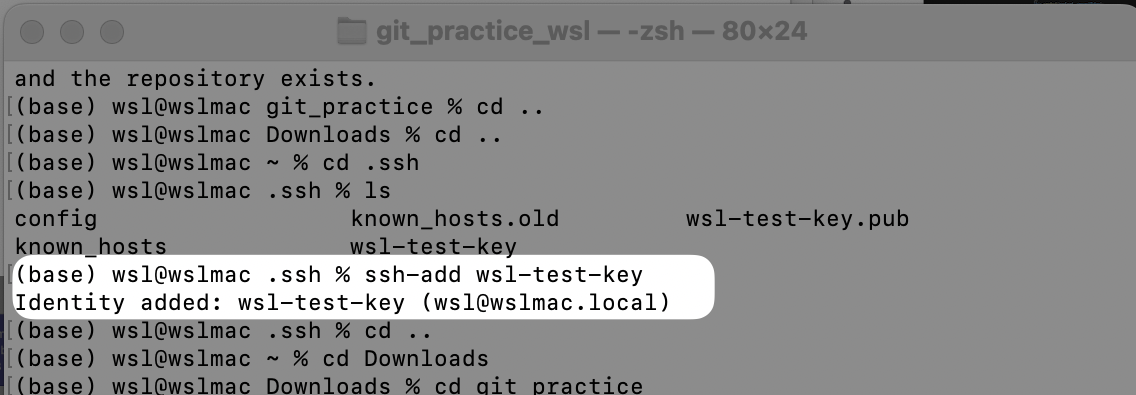 git_practice_wsl — -zsh — 80×24
and the repository exists.
[(base) wsl@wslmac git_practice % cd ..
[(base) wsl@wslmac Downloads % cd ..
[(base) wsl@wslmac ~ % cd .ssh
[(base) wsl@wslmac .ssh % ls
config known_hosts.old wsl-test-key.pub
known_hosts wsl-test-key
[(base) wsl@wslmac .ssh % ssh-add wsl-test-key
Identity added: wsl-test-key (wsl@wslmac.local)
[(base) wsl@wslmac .ssh % cd ..
[(base) wsl@wslmac ~ % cd Downloads
[(base) wsl@wslmac Downloads % cd git_practice